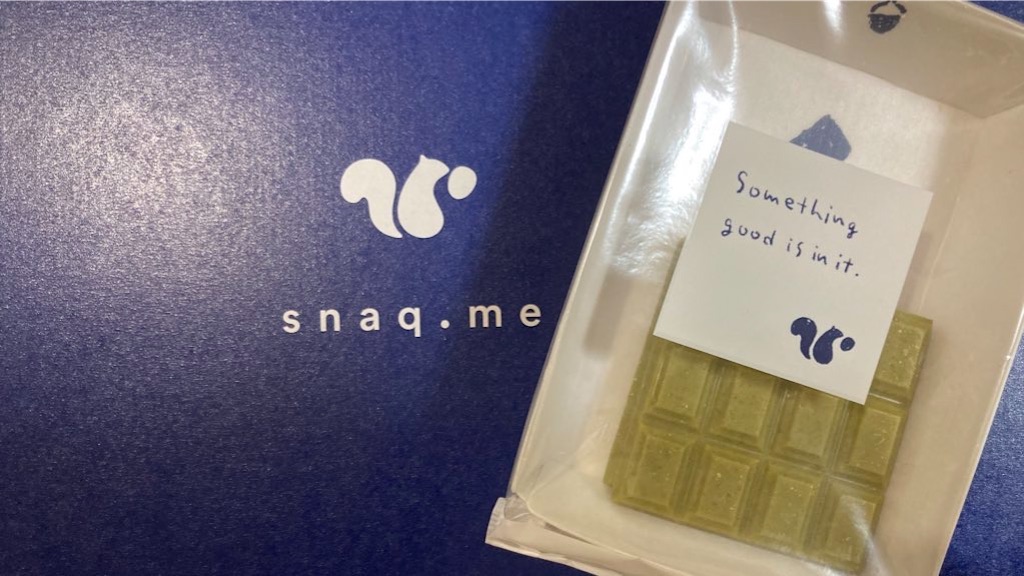 snaq.me
Something
good is in it.